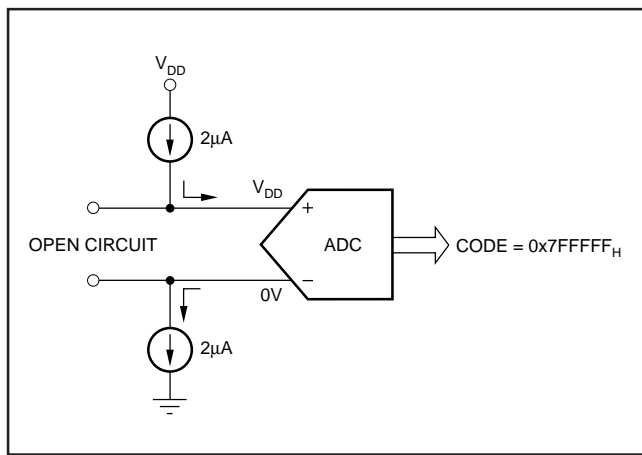 V_DD
2μA
V_DD
+
OPEN CIRCUIT
ADC
CODE = 0x7FFFFF_H
−
0V
2μA